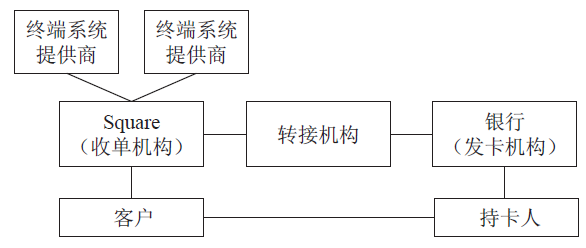 终端系统
提供商
终端系统
提供商
Square
（收单机构）
转接机构
银行
（发卡机构）
客户
持卡人